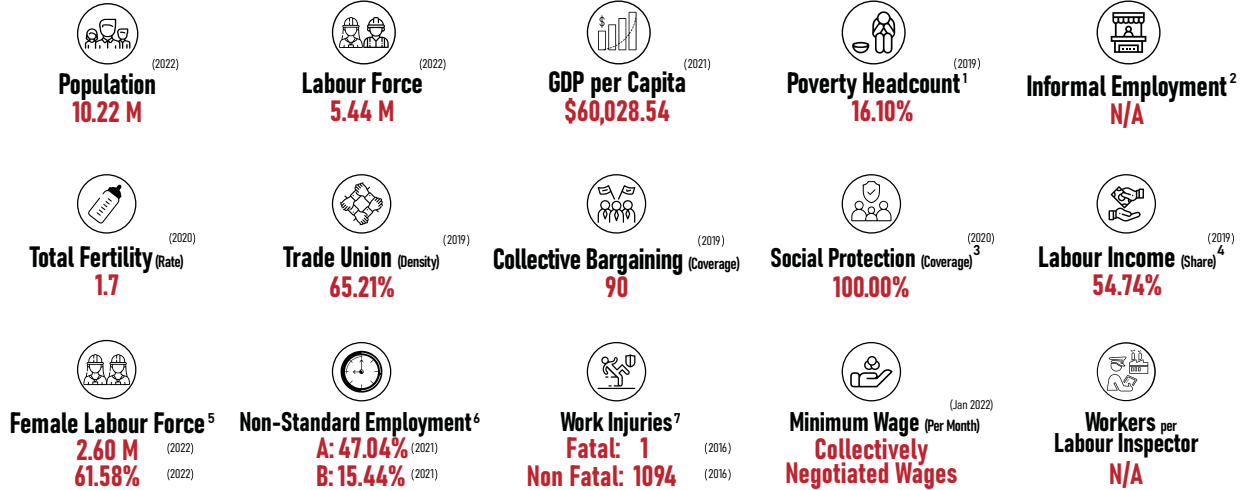 (2022)
Population
10.22 M
(2022)
Labour Force
5.44 M
$
(2021)
GDP per Capita
$60,028.54
(2019)
Poverty Headcount 1
16.10%
Informal Employment 2
N/A
(2020)
Total Fertility (Rate)
1.7
(2019)
Trade Union (Density)
65.21%
(2019)
Collective Bargaining (Coverage)
90
(2020)
Social Protection (Coverage) 3
100.00%
(2019)
Labour Income (Share) 4
54.74%
Female Labour Force 5
2.60 M (2022)
61.58% (2022)
Non-Standard Employment 6
A: 47.04% (2021)
B: 15.44% (2021)
Work Injuries 7
Fatal: 1 (2016)
Non Fatal: 1094 (2016)
(Jan 2022)
Minimum Wage (Per Month)
Collectively
Negotiated Wages
Workers per
Labour Inspector
N/A